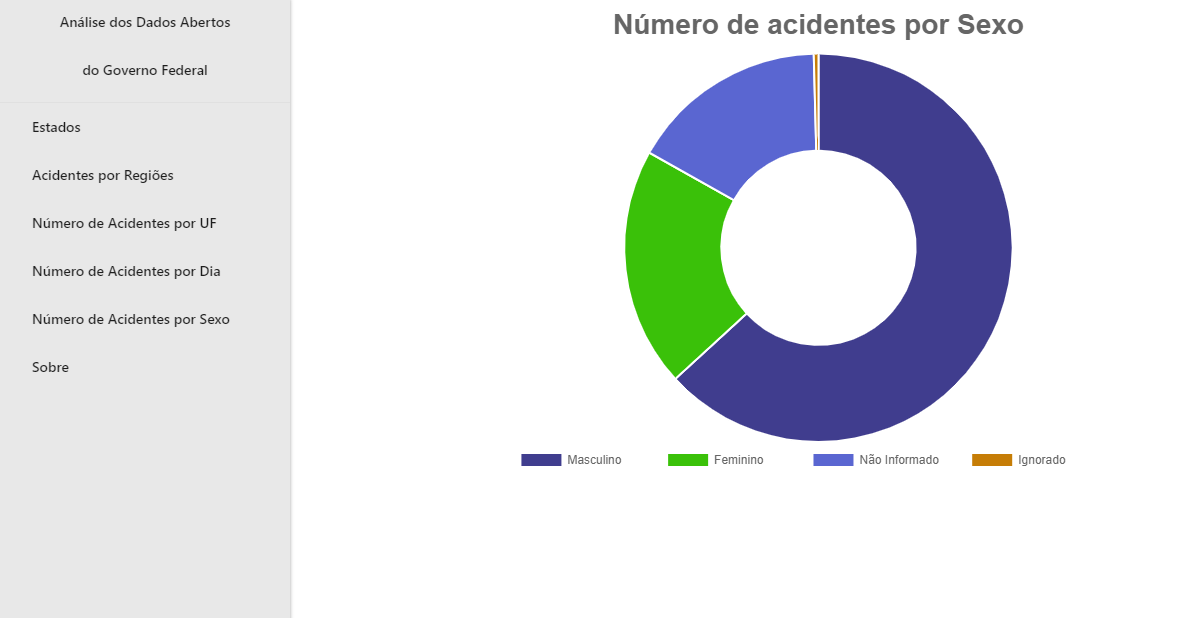 Análise dos Dados Abertos
do Governo Federal
Estados
Acidentes por Regiões
Número de Acidentes por UF
Número de Acidentes por Dia
Número de Acidentes por Sexo
Sobre
Número de acidentes por Sexo
Masculino
Feminino
Não Informado
Ignorado